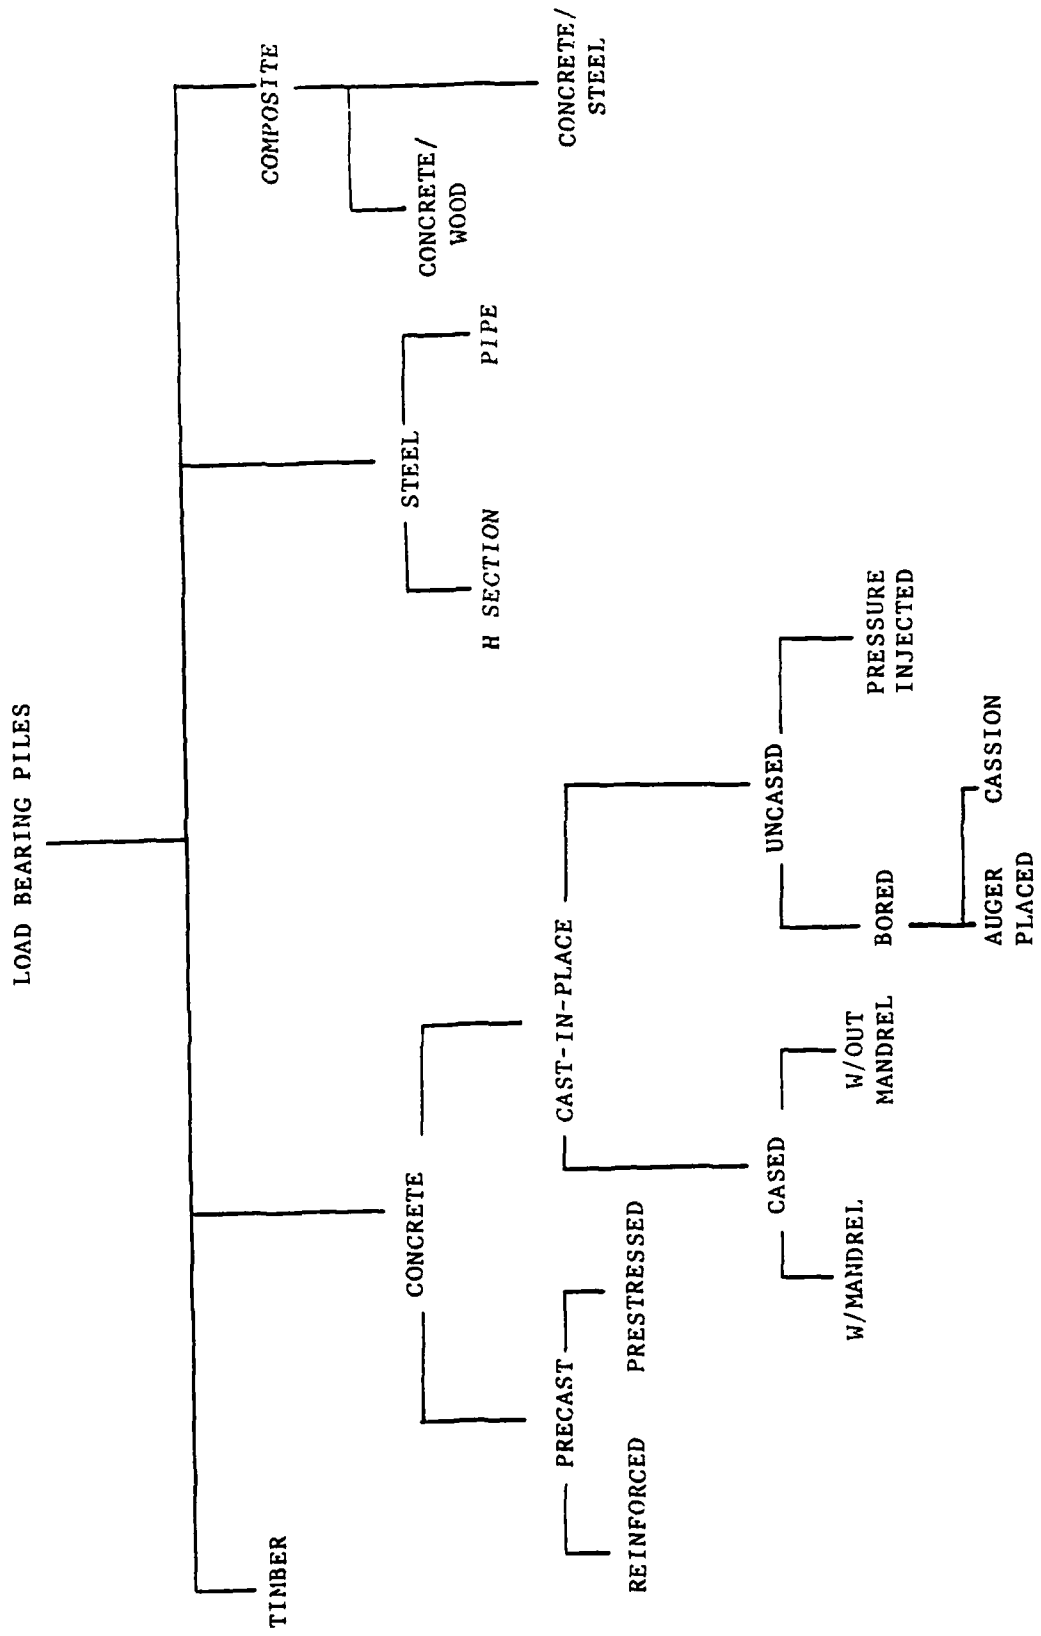 LOAD BEARING PILES
TIMBER
CONCRETE
STEEL
COMPOSITE
PRECAST
CAST-IN-PLACE
H SECTION
PIPE
CONCRETE/
WOOD
CONCRETE/
STEEL
REINFORCED
PRESTRESSED
CASED
UNCASED
W/MANDREL
W/OUT
MANDREL
BORED
PRESSURE
INJECTED
AUGER
PLACED
CASSION